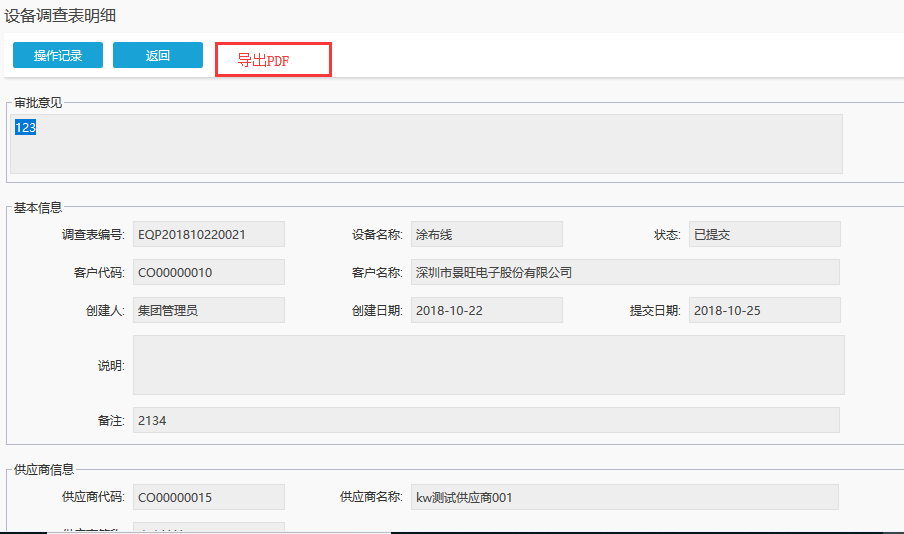 设备调查表明细
操作记录 返回 导出PDF
审批意见
123
基本信息
调查表编号: EQP201810220021 设备名称: 涂布线 状态: 已提交
客户代码: CO00000010 客户名称: 深圳市景旺电子股份有限公司
创建人: 集团管理员 创建日期: 2018-10-22 提交日期: 2018-10-25
说明:
备注: 2134
供应商信息
供应商代码: CO00000015 供应商名称: kw测试供应商001